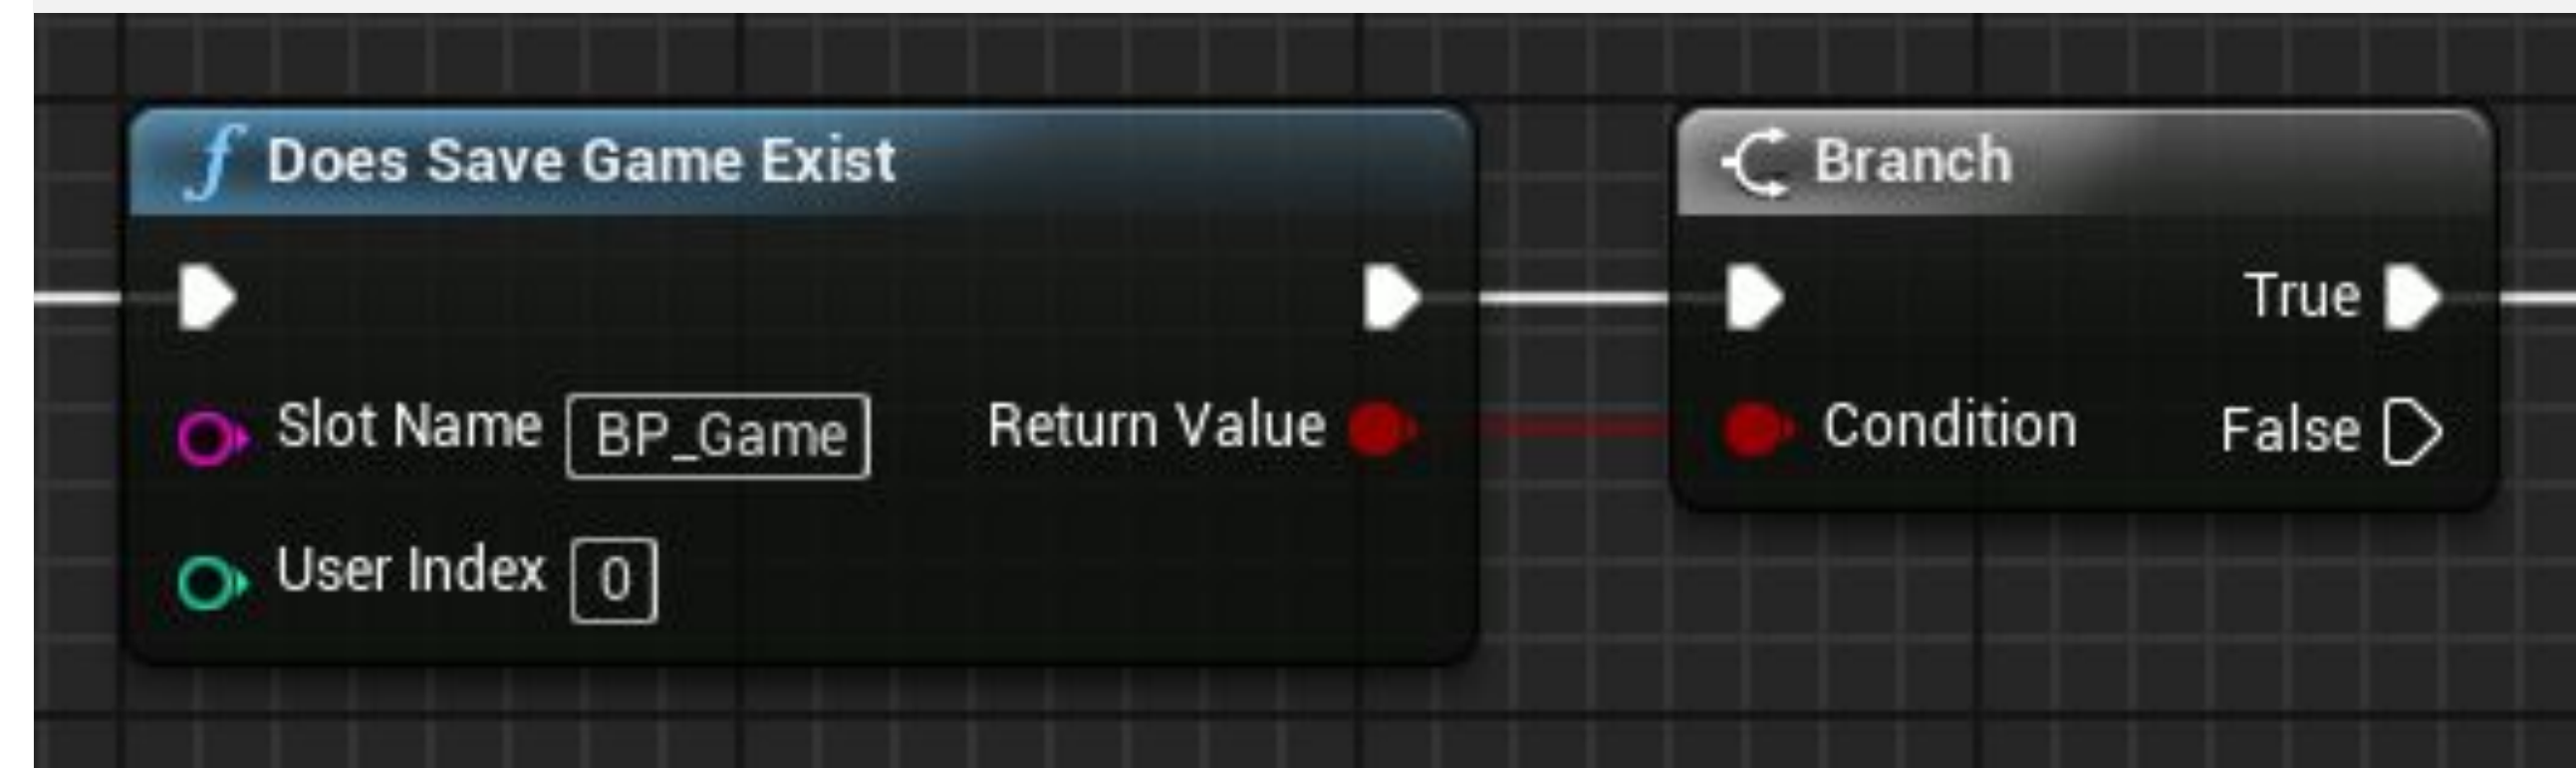 Does Save Game Exist
Branch
True
Slot Name BP_Game
Return Value
Condition
False
User Index 0